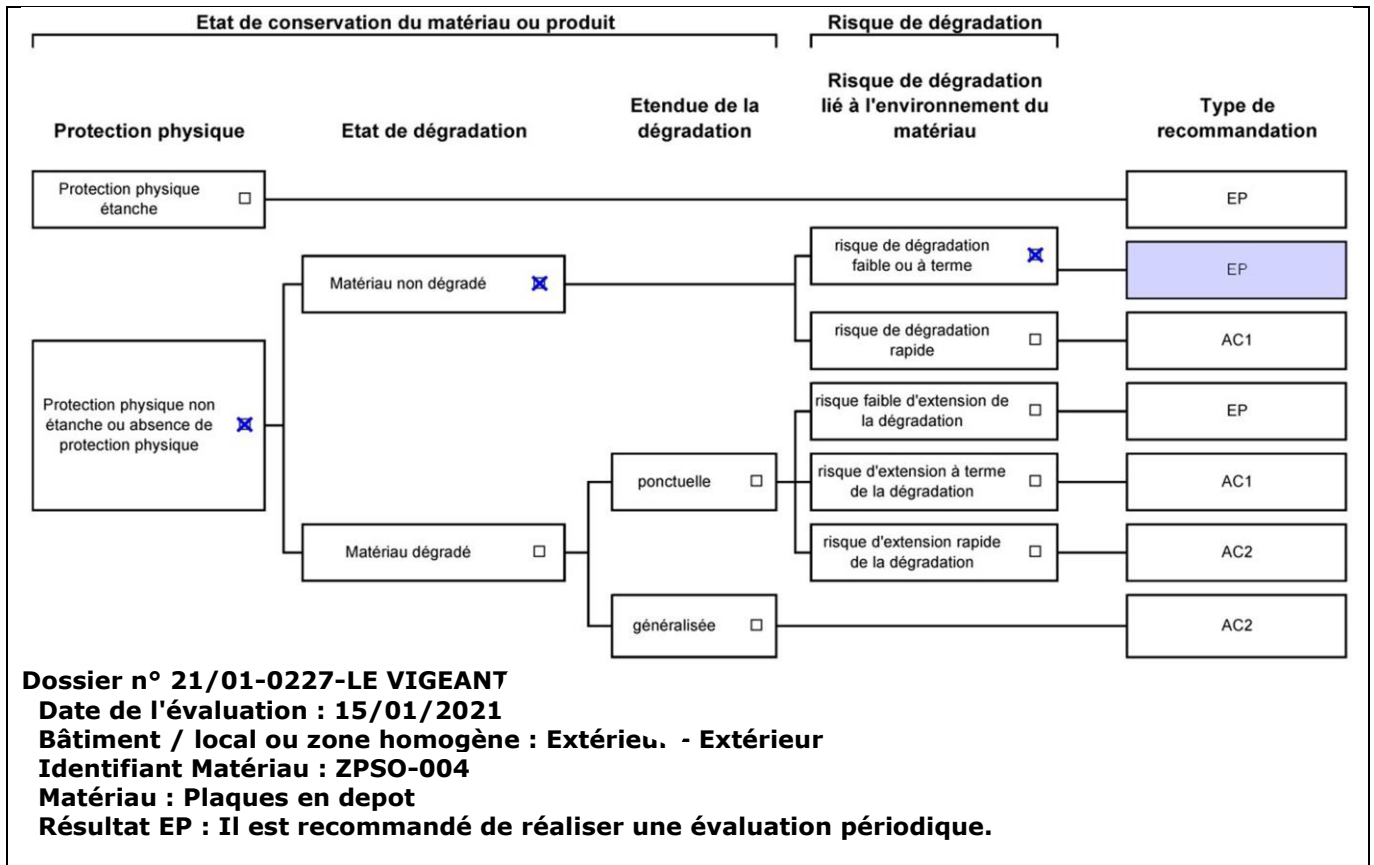 Etat de conservation du matériau ou produit
Risque de dégradation
Protection physique
Etat de dégradation
Etendue de la
dégradation
Risque de dégradation
lié à l'environnement du
matériau
Type de
recommandation
Protection physique
étanche
EP
Protection physique non
étanche ou absence de
protection physique
Matériau non dégradé
risque de dégradation
faible ou à terme
EP
risque de dégradation
rapide
AC1
Matériau dégradé
ponctuelle
risque faible d'extension de
la dégradation
EP
risque d'extension à terme
de la dégradation
AC1
risque d'extension rapide
de la dégradation
AC2
généralisée
AC2
Dossier n° 21/01-0227-LE VIGEANT
Date de l'évaluation : 15/01/2021
Bâtiment / local ou zone homogène : Extérieur - Extérieur
Identifiant Matériau : ZPSO-004
Matériau : Plaques en depot
Résultat EP : Il est recommandé de réaliser une évaluation périodique.